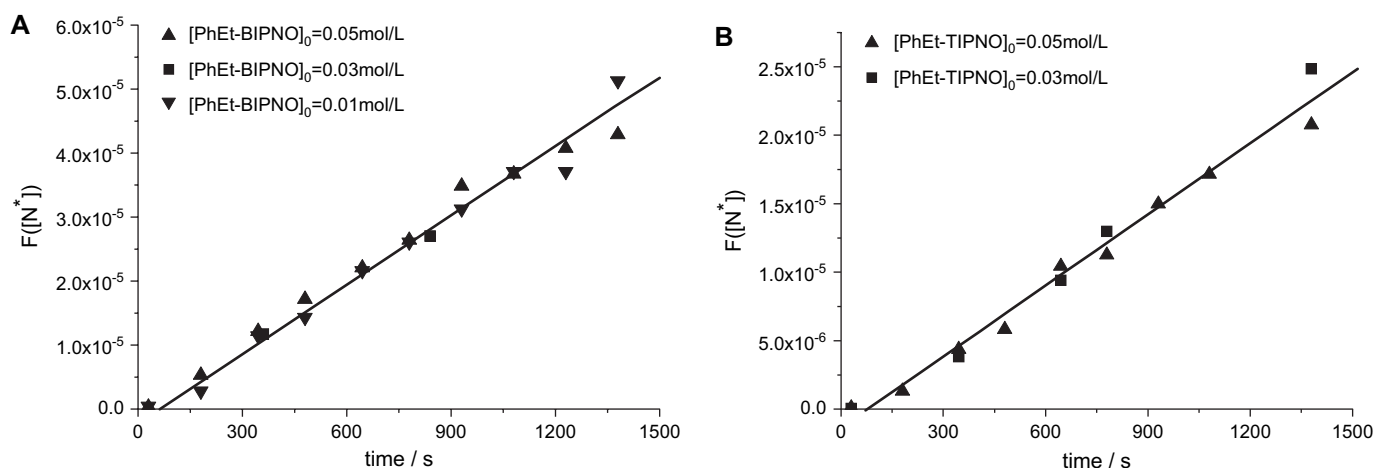 A
6.0x10⁻⁵
5.0x10⁻⁵
4.0x10⁻⁵
3.0x10⁻⁵
2.0x10⁻⁵
1.0x10⁻⁵
0.0
F([N*])
[PhEt-BIPNO]₀=0.05mol/L
[PhEt-BIPNO]₀=0.03mol/L
[PhEt-BIPNO]₀=0.01mol/L
0 300 600 900 1200 1500
time / s
B
2.5x10⁻⁵
2.0x10⁻⁵
1.5x10⁻⁵
1.0x10⁻⁵
5.0x10⁻⁶
0.0
F([N*])
[PhEt-TIPNO]₀=0.05mol/L
[PhEt-TIPNO]₀=0.03mol/L
0 300 600 900 1200 1500
time / s